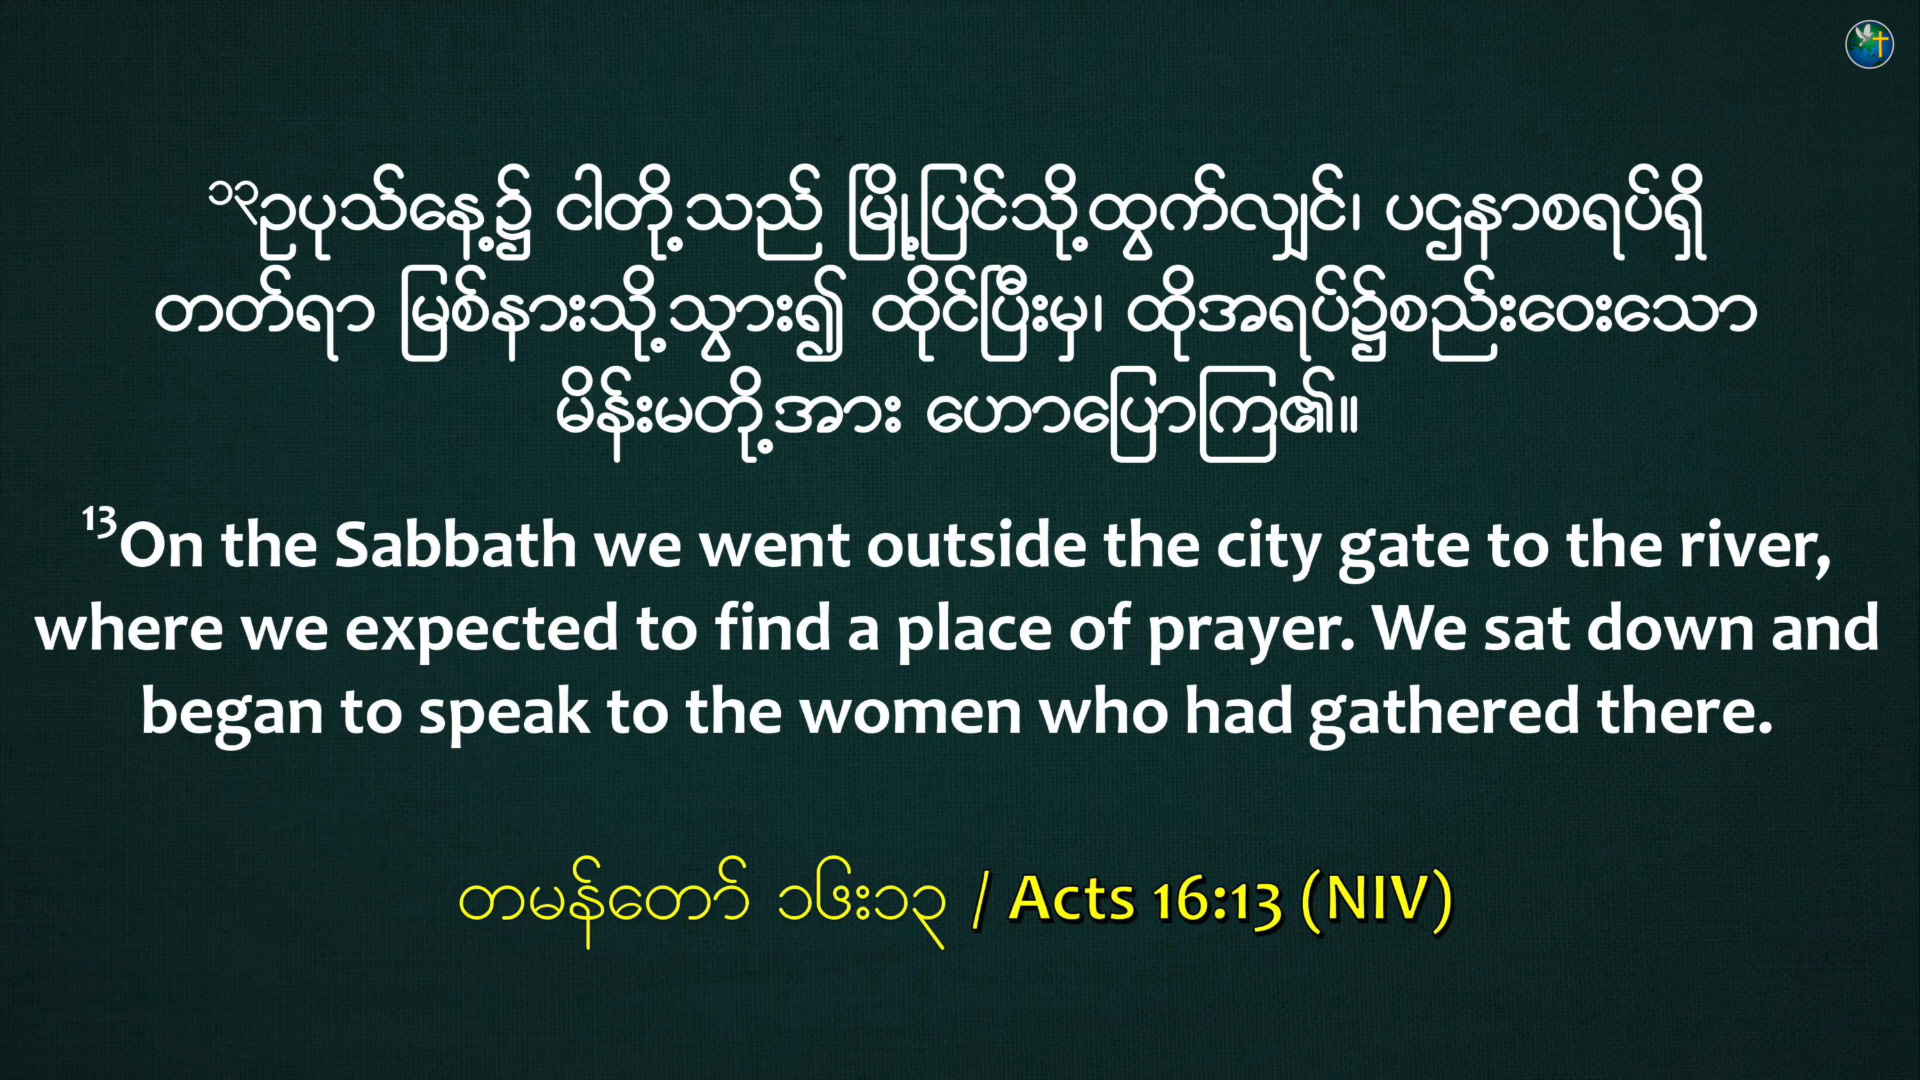 ၁၃ဥပုသ်နေ့၌ ငါတို့သည် မြို့ပြင်သို့ထွက်လျှင်၊ ပဌနာစရပ်ရှိ
တတ်ရာ မြစ်နားသို့သွား၍ ထိုင်ပြီးမှ၊ ထိုအရပ်၌စည်းဝေးသော
မိန်းမတို့အား ဟောပြောကြ၏။
13On the Sabbath we went outside the city gate to the river,
where we expected to find a place of prayer. We sat down and
began to speak to the women who had gathered there.
တမန်တော် ၁၆း၁၃ / Acts 16:13 (NIV)